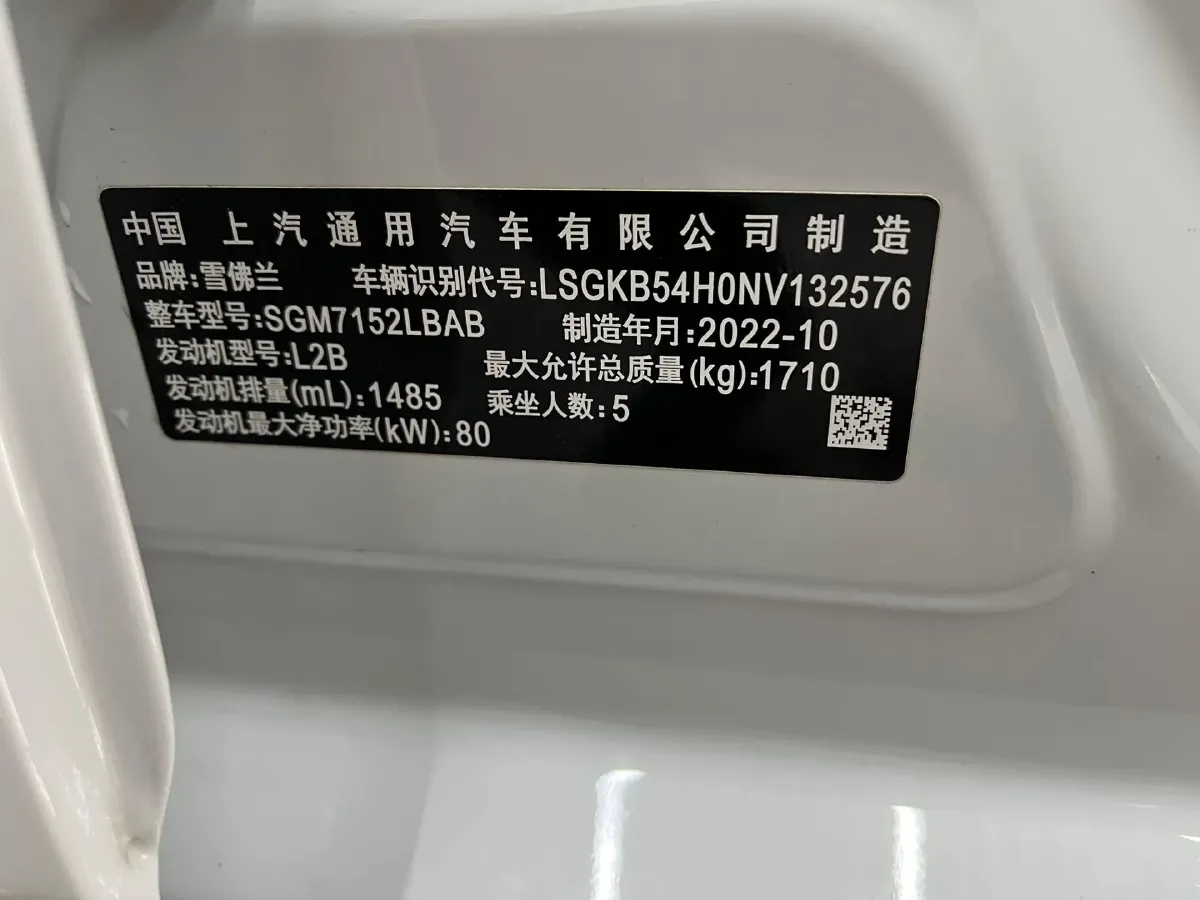 中国 上汽通用汽车有限公司制造
品牌:雪佛兰 车辆识别代号:LSGKB54H0NV132576
整车型号:SGM7152LBAB 制造年月:2022-10
发动机型号:L2B 最大允许总质量(kg):1710
发动机排量(mL):1485 乘坐人数:5
发动机最大净功率(kW):80